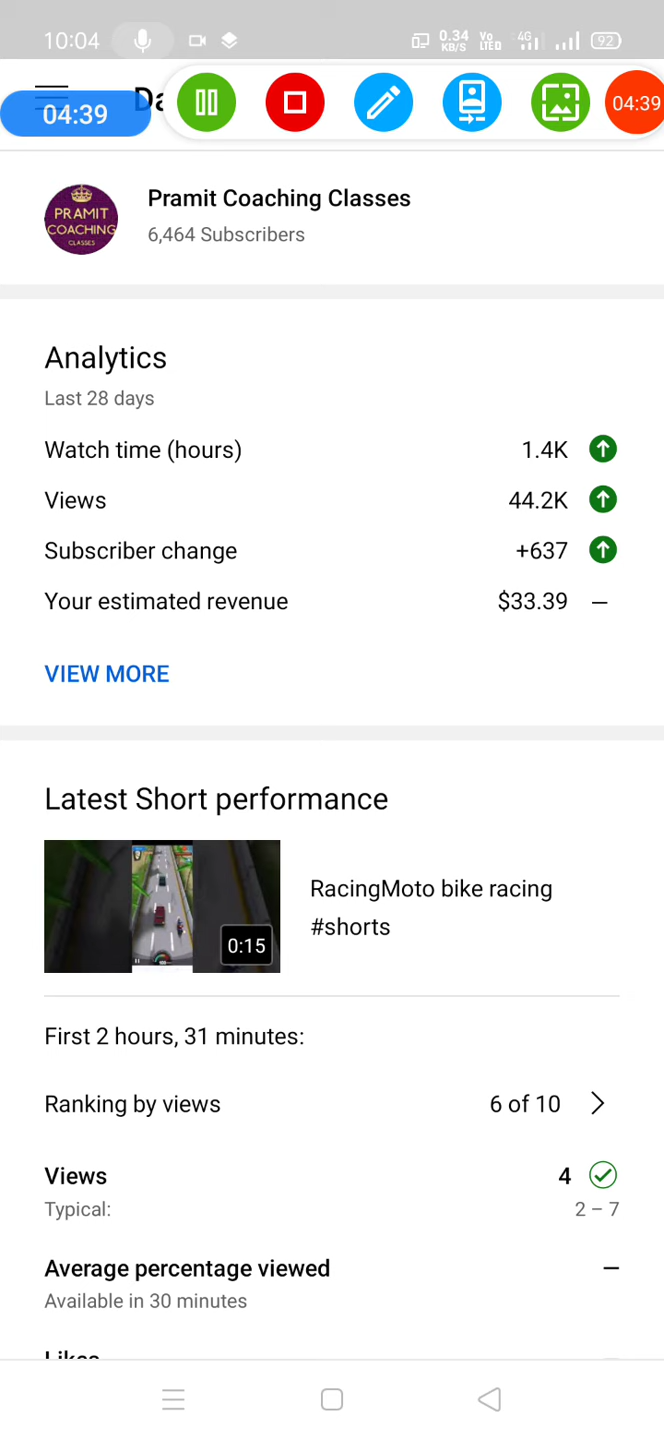 10:04
0.34 KB/S
Vo LTED
4G
92
04:39
Da
04:39
PRAMIT
COACHING
CLASSES
Pramit Coaching Classes
6,464 Subscribers
Analytics
Last 28 days
Watch time (hours) 1.4K
Views 44.2K
Subscriber change +637
Your estimated revenue $33.39 –
VIEW MORE
Latest Short performance
0:15
RacingMoto bike racing
#shorts
First 2 hours, 31 minutes:
Ranking by views 6 of 10
Views 4
Typical: 2 – 7
Average percentage viewed –
Available in 30 minutes
Likes